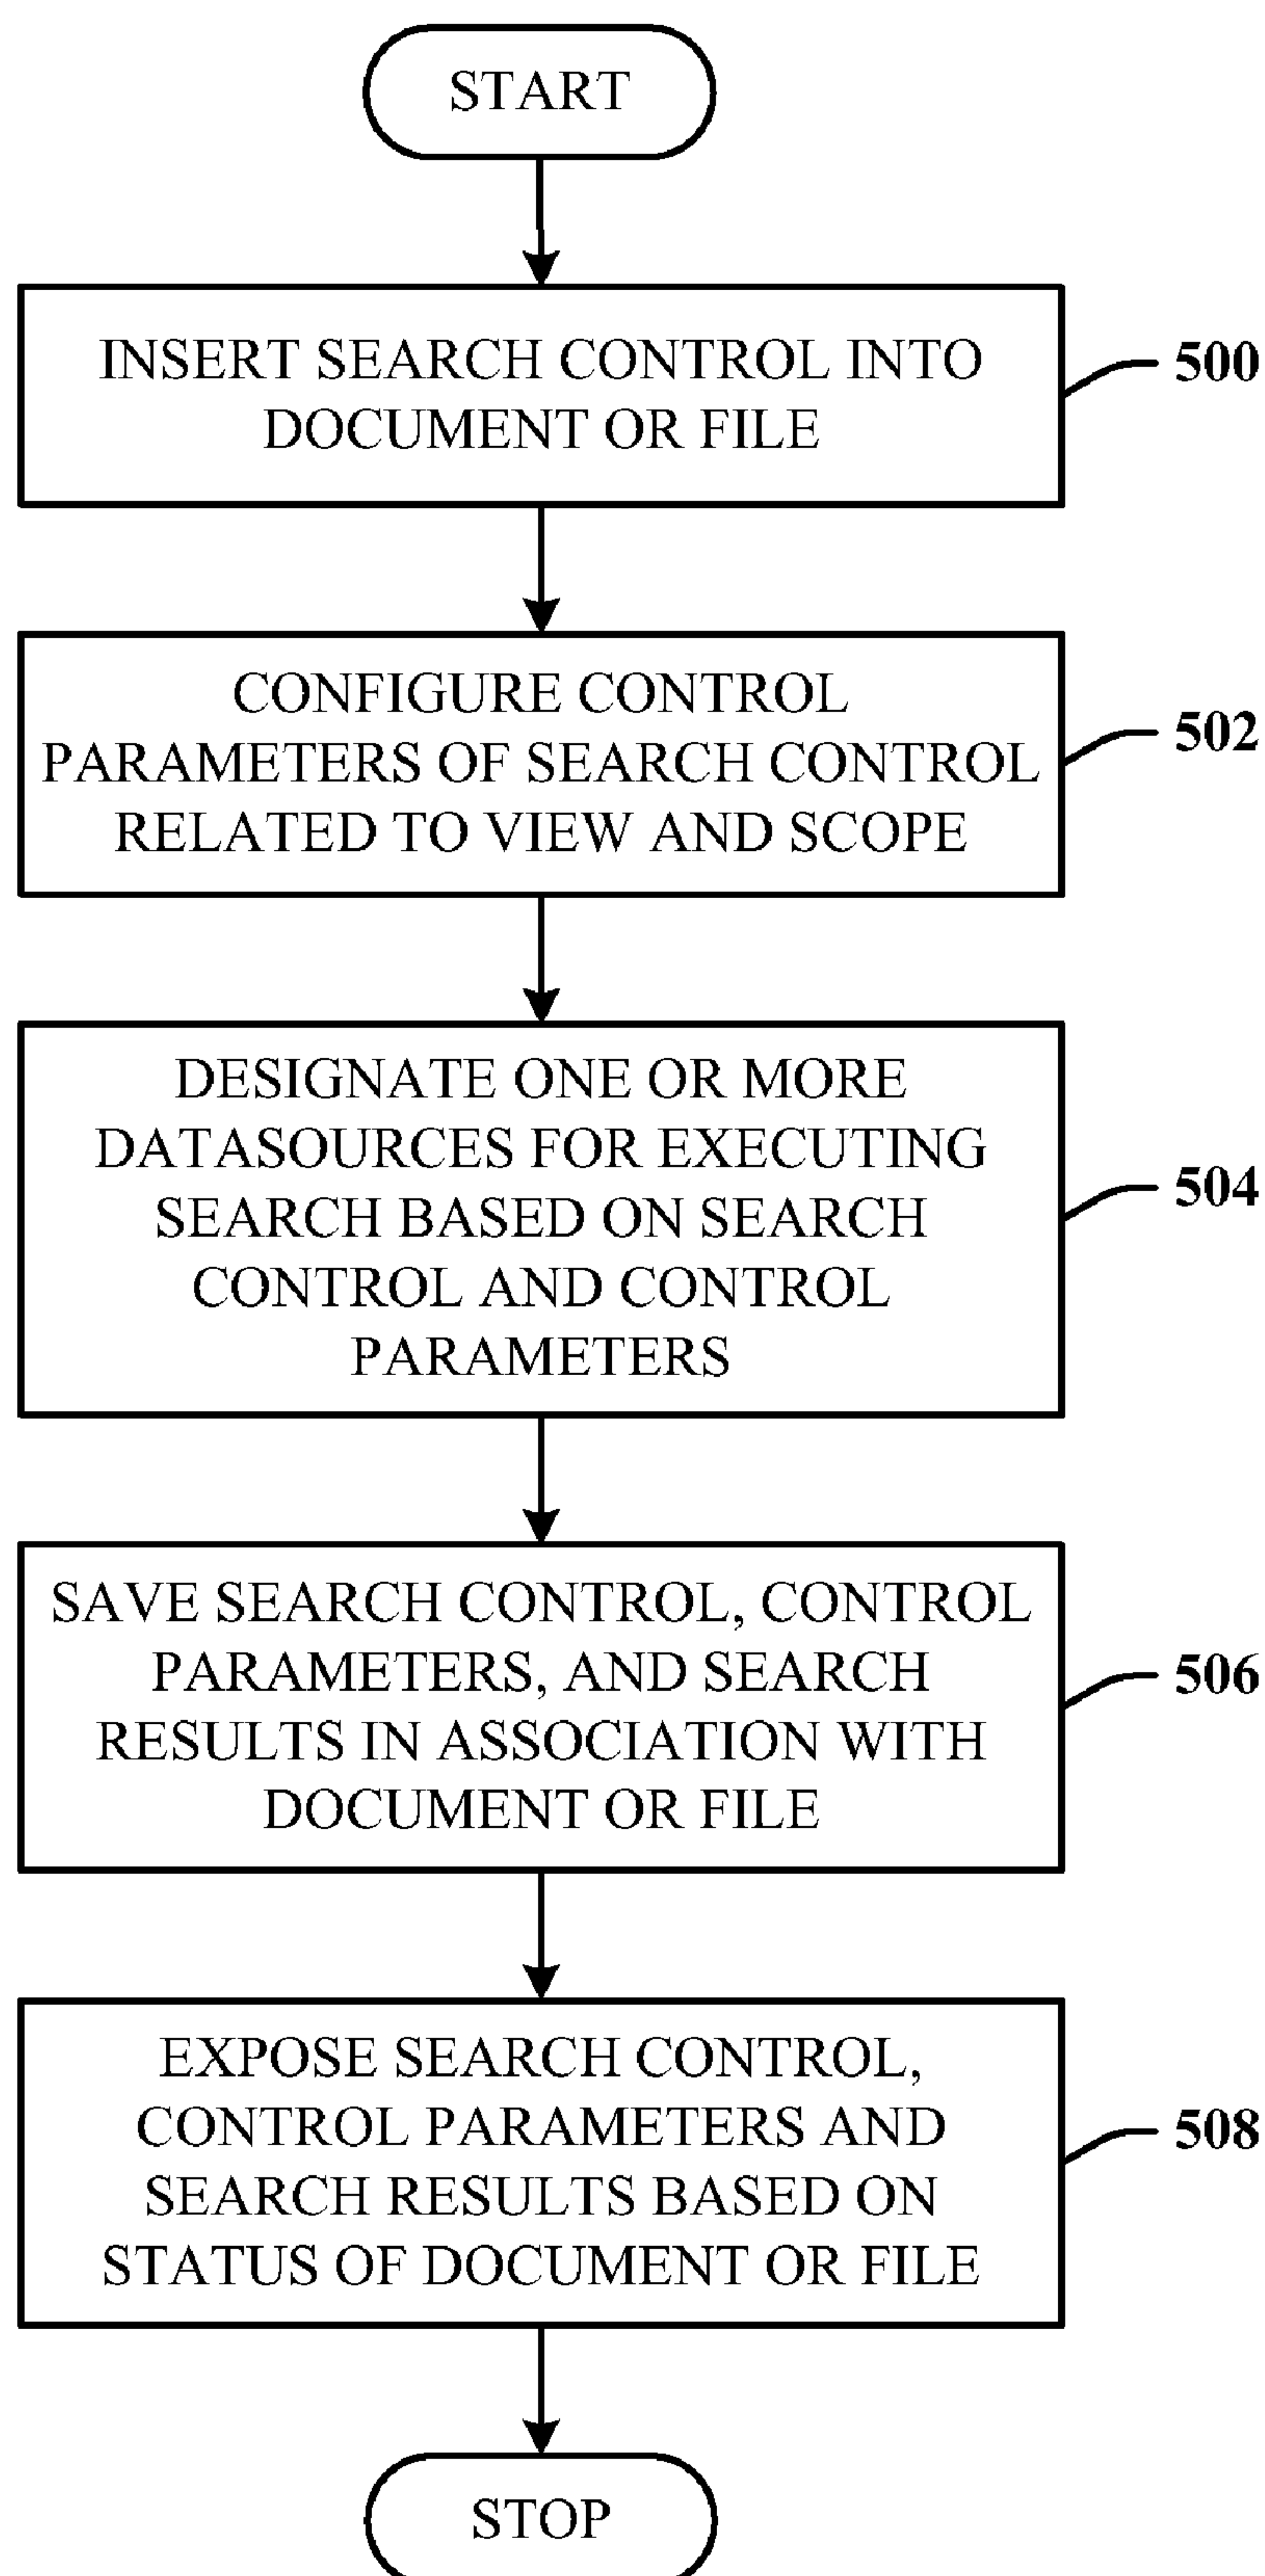 START
INSERT SEARCH CONTROL INTO
DOCUMENT OR FILE
500
CONFIGURE CONTROL
PARAMETERS OF SEARCH CONTROL
RELATED TO VIEW AND SCOPE
502
DESIGNATE ONE OR MORE
DATASOURCES FOR EXECUTING
SEARCH BASED ON SEARCH
CONTROL AND CONTROL
PARAMETERS
504
SAVE SEARCH CONTROL, CONTROL
PARAMETERS, AND SEARCH
RESULTS IN ASSOCIATION WITH
DOCUMENT OR FILE
506
EXPOSE SEARCH CONTROL,
CONTROL PARAMETERS AND
SEARCH RESULTS BASED ON
STATUS OF DOCUMENT OR FILE
508
STOP